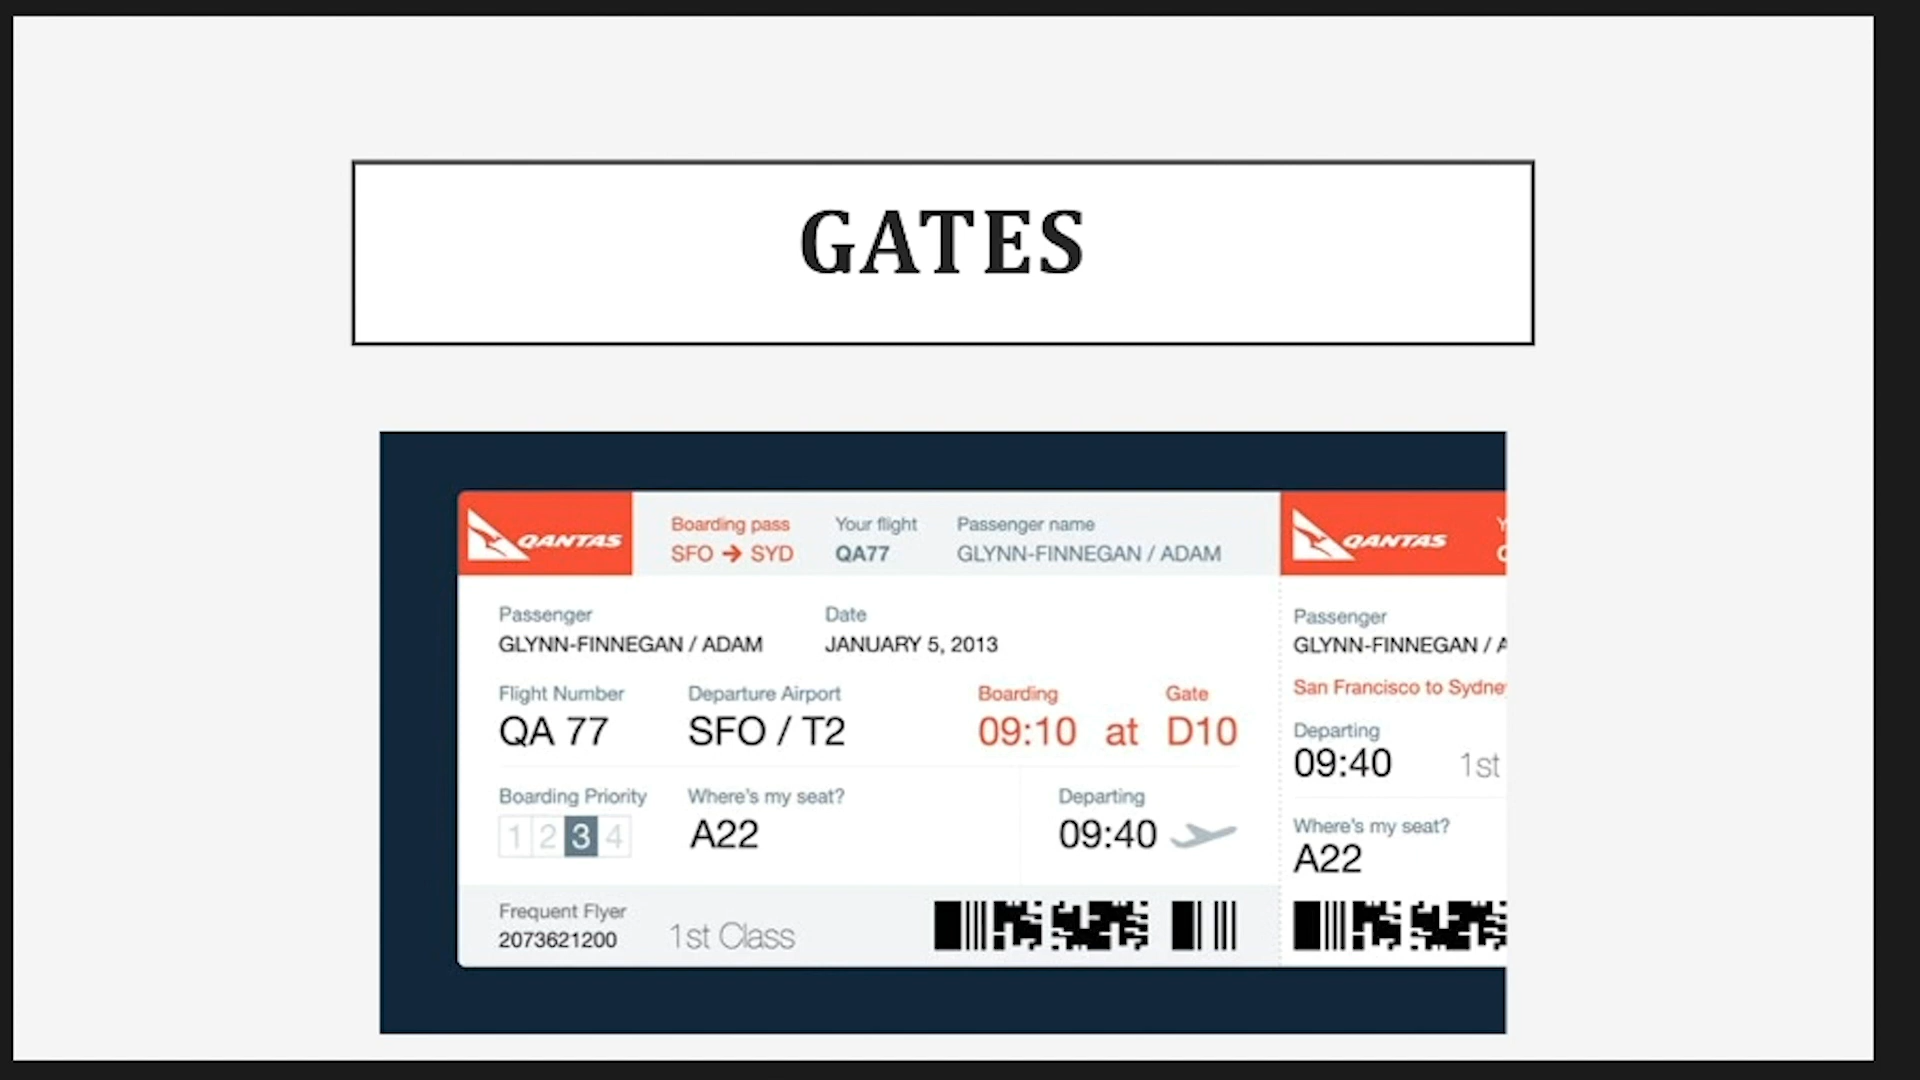 GATES
QANTAS
Boarding pass
SFO → SYD
Your flight
QA77
Passenger name
GLYNN-FINNEGAN / ADAM
Passenger
GLYNN-FINNEGAN / ADAM
Date
JANUARY 5, 2013
Flight Number
QA 77
Departure Airport
SFO / T2
Boarding Gate
09:10 at D10
Boarding Priority
1 2 3 4
Where's my seat?
A22
Departing
09:40
Frequent Flyer
2073621200
1st Class
QANTAS
Passenger
GLYNN-FINNEGAN / A
San Francisco to Sydney
Departing
09:40 1st
Where's my seat?
A22